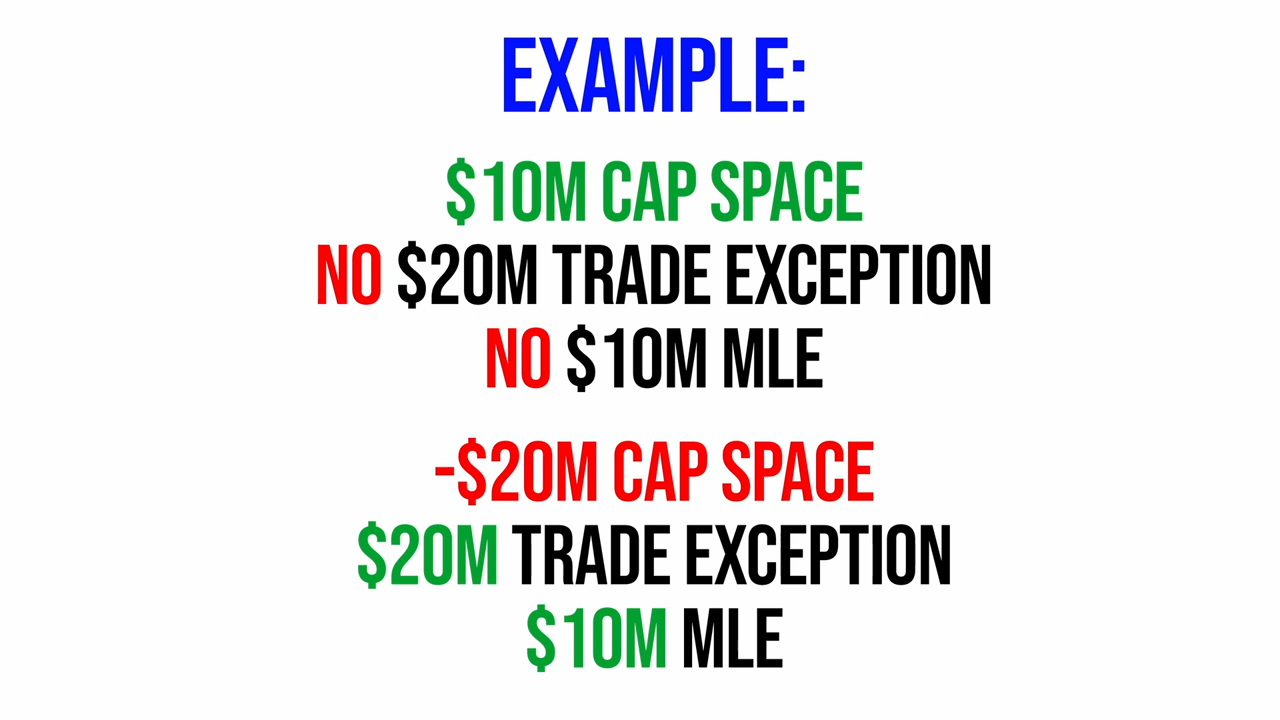 EXAMPLE:
$10M CAP SPACE
NO $20M TRADE EXCEPTION
NO $10M MLE
-$20M CAP SPACE
$20M TRADE EXCEPTION
$10M MLE